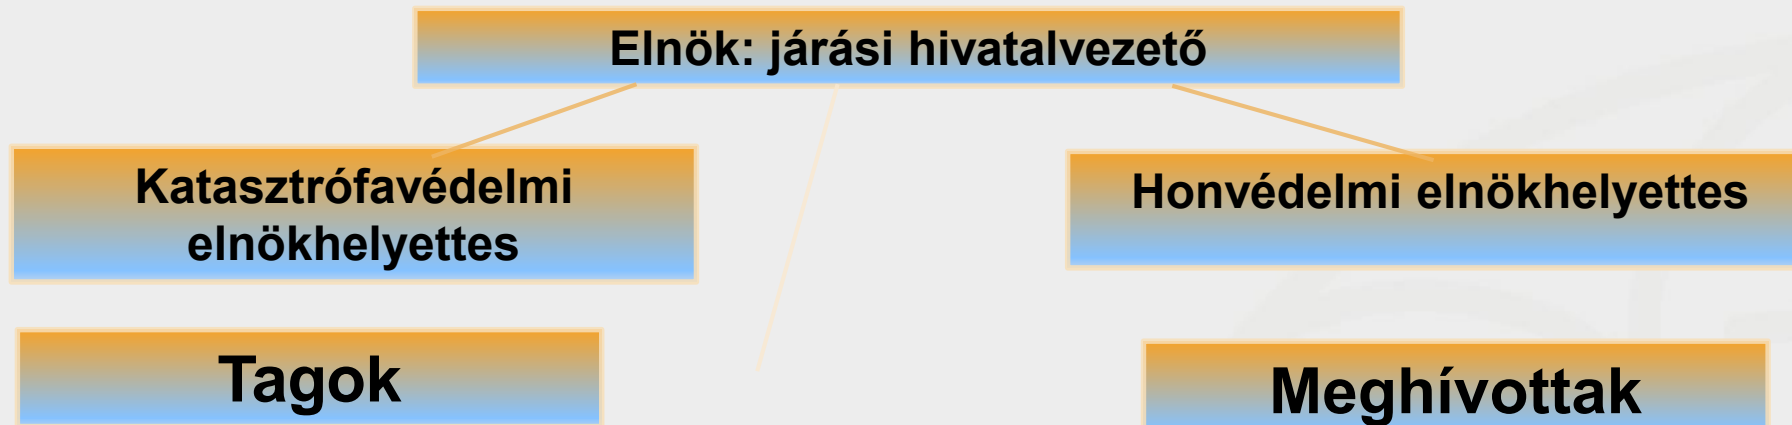 Elnök: járási hivatalvezető
Katasztrófavédelmi
elnökhelyettes
Honvédelmi elnökhelyettes
Tagok
Meghívottak